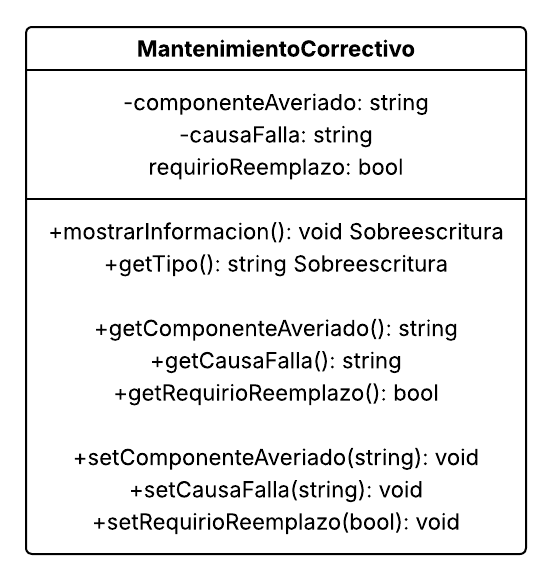 MantenimientoCorrectivo
-componenteAveriado: string
-causaFalla: string
requirioReemplazo: bool
+mostrarInformacion(): void Sobreescritura
+getTipo(): string Sobreescritura
+getComponenteAveriado(): string
+getCausaFalla(): string
+getRequirioReemplazo(): bool
+setComponenteAveriado(string): void
+setCausaFalla(string): void
+setRequirioReemplazo(bool): void